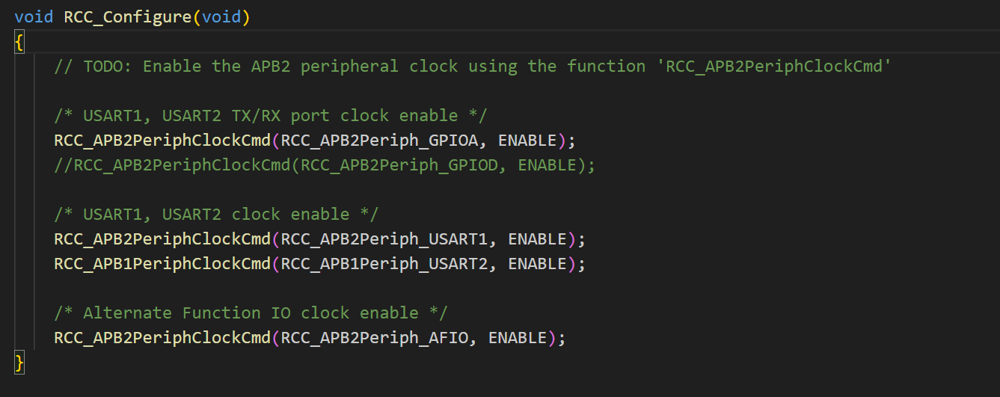 void RCC_Configure(void)
{
// TODO: Enable the APB2 peripheral clock using the function 'RCC_APB2PeriphClockCmd'
/* USART1, USART2 TX/RX port clock enable */
RCC_APB2PeriphClockCmd(RCC_APB2Periph_GPIOA, ENABLE);
//RCC_APB2PeriphClockCmd(RCC_APB2Periph_GPIOD, ENABLE);
/* USART1, USART2 clock enable */
RCC_APB2PeriphClockCmd(RCC_APB2Periph_USART1, ENABLE);
RCC_APB1PeriphClockCmd(RCC_APB1Periph_USART2, ENABLE);
/* Alternate Function IO clock enable */
RCC_APB2PeriphClockCmd(RCC_APB2Periph_AFIO, ENABLE);
}